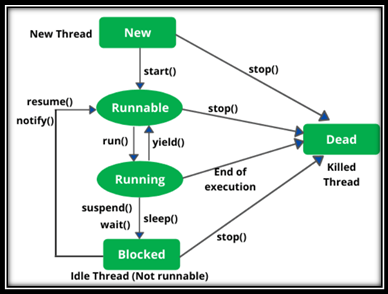 New Thread
New
start()
stop()
resume()
notify()
Runnable
stop()
run()
yield()
Dead
Killed
Thread
Running
End of
execution
suspend()
wait()
sleep()
stop()
Blocked
Idle Thread (Not runnable)